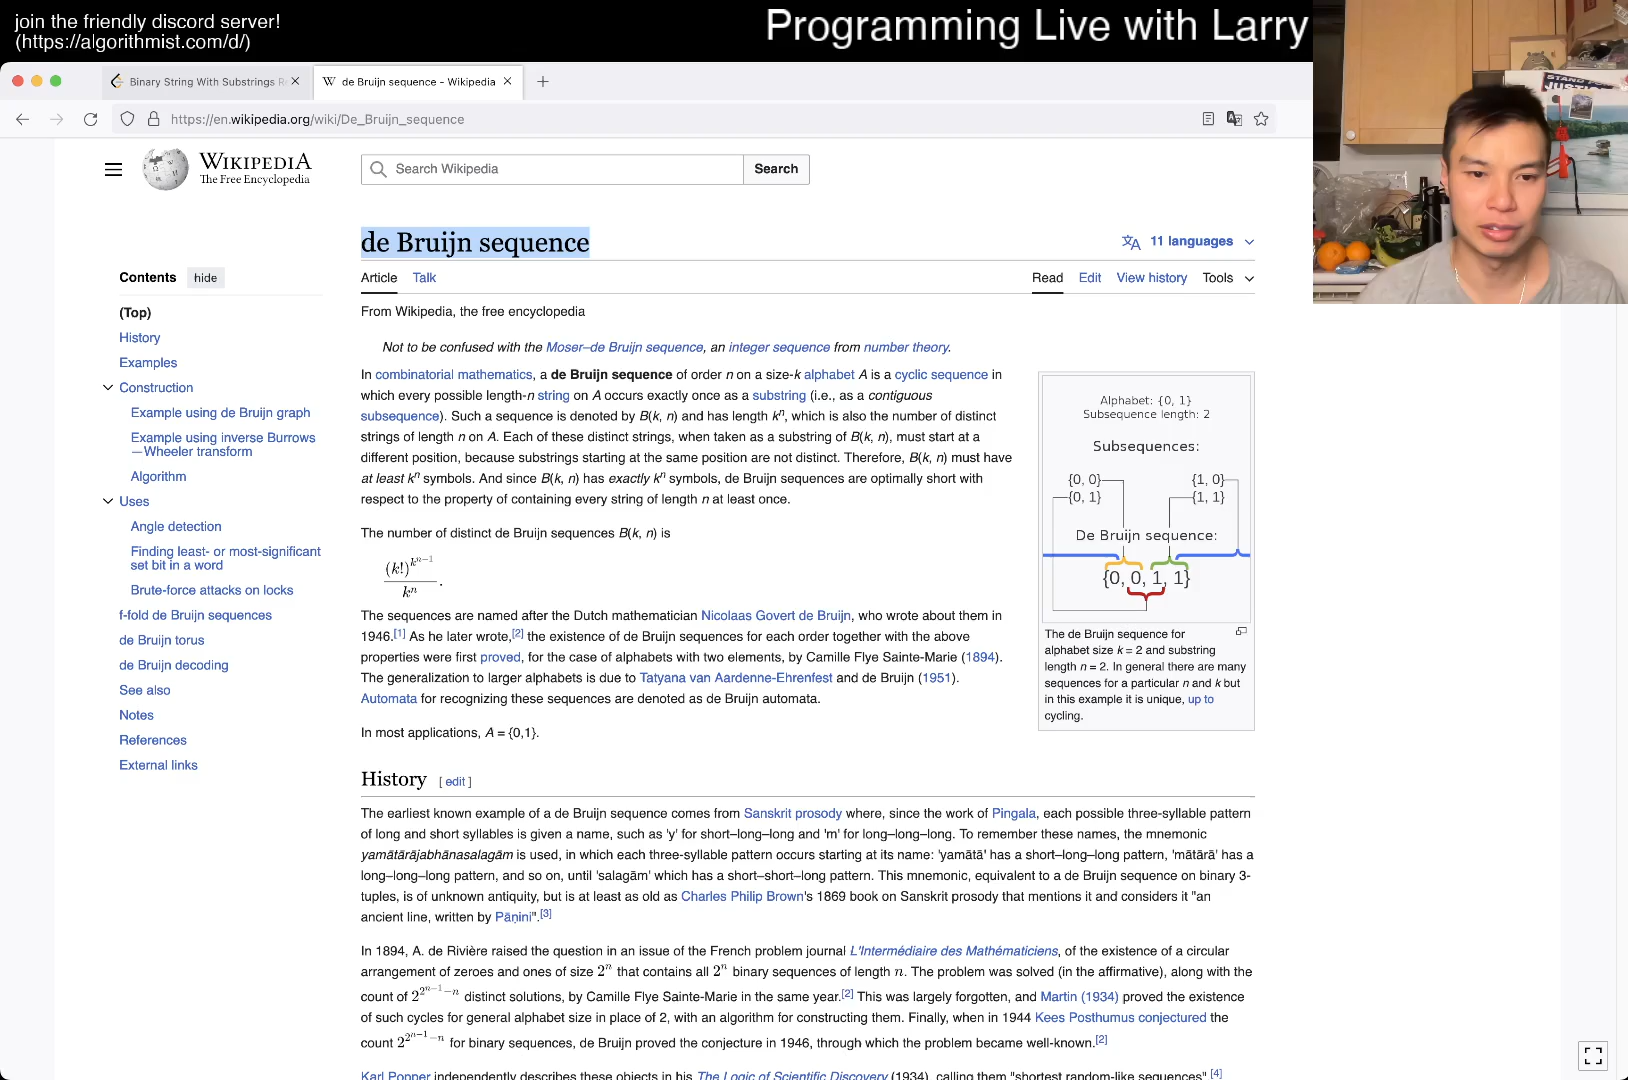 join the friendly discord server!
(https://algorithmist.com/d/)
Programming Live with Larry
Binary String With Substrings
de Bruijn sequence - Wikipedia
https://en.wikipedia.org/wiki/De_Bruijn_sequence
WIKIPEDIA
The Free Encyclopedia
Search Wikipedia
Search
de Bruijn sequence
11 languages
Contents hide
Article Talk
Read Edit View history Tools
(Top)
History
Examples
Construction
Example using de Bruijn graph
Example using inverse Burrows
—Wheeler transform
Algorithm
Uses
Angle detection
Finding least- or most-significant
set bit in a word
Brute-force attacks on locks
f-fold de Bruijn sequences
de Bruijn torus
de Bruijn decoding
See also
Notes
References
External links
From Wikipedia, the free encyclopedia
Not to be confused with the Moser–de Bruijn sequence, an integer sequence from number theory.
In combinatorial mathematics, a de Bruijn sequence of order n on a size-k alphabet A is a cyclic sequence in
which every possible length-n string on A occurs exactly once as a substring (i.e., as a contiguous
subsequence). Such a sequence is denoted by B(k, n) and has length kⁿ, which is also the number of distinct
strings of length n on A. Each of these distinct strings, when taken as a substring of B(k, n), must start at a
different position, because substrings starting at the same position are not distinct. Therefore, B(k, n) must have
at least kⁿ symbols. And since B(k, n) has exactly kⁿ symbols, de Bruijn sequences are optimally short with
respect to the property of containing every string of length n at least once.
The number of distinct de Bruijn sequences B(k, n) is
(k!)^{k^{n−1}}
kⁿ
.
The sequences are named after the Dutch mathematician Nicolaas Govert de Bruijn, who wrote about them in
1946.[1] As he later wrote,[2] the existence of de Bruijn sequences for each order together with the above
properties were first proved, for the case of alphabets with two elements, by Camille Flye Sainte-Marie (1894).
The generalization to larger alphabets is due to Tatyana van Aardenne-Ehrenfest and de Bruijn (1951).
Automata for recognizing these sequences are denoted as de Bruijn automata.
In most applications, A = {0,1}.
Alphabet: {0, 1}
Subsequence length: 2
Subsequences:
{0, 0} {1, 0}
{0, 1} {1, 1}
De Bruijn sequence:
{0, 0, 1, 1}
The de Bruijn sequence for
alphabet size k = 2 and substring
length n = 2. In general there are many
sequences for a particular n and k but
in this example it is unique, up to
cycling.
History [ edit ]
The earliest known example of a de Bruijn sequence comes from Sanskrit prosody where, since the work of Pingala, each possible three-syllable pattern
of long and short syllables is given a name, such as 'y' for short–long–long and 'm' for long–long–long. To remember these names, the mnemonic
yamātārājabhānasalagām is used, in which each three-syllable pattern occurs starting at its name: 'yamātā' has a short–long–long pattern, 'mātārā' has a
long–long–long pattern, and so on, until 'salagām' which has a short–short–long pattern. This mnemonic, equivalent to a de Bruijn sequence on binary 3-
tuples, is of unknown antiquity, but is at least as old as Charles Philip Brown's 1869 book on Sanskrit prosody that mentions it and considers it "an
ancient line, written by Pāṇini".[3]
In 1894, A. de Rivière raised the question in an issue of the French problem journal L'Intermédiaire des Mathématiciens, of the existence of a circular
arrangement of zeroes and ones of size 2ⁿ that contains all 2ⁿ binary sequences of length n. The problem was solved (in the affirmative), along with the
count of 2^{2^{n−1}−n} distinct solutions, by Camille Flye Sainte-Marie in the same year.[2] This was largely forgotten, and Martin (1934) proved the existence
of such cycles for general alphabet size in place of 2, with an algorithm for constructing them. Finally, when in 1944 Kees Posthumus conjectured the
count 2^{2^{n−1}−n} for binary sequences, de Bruijn proved the conjecture in 1946, through which the problem became well-known.[2]
Karl Popper independently describes these objects in his The Logic of Scientific Discovery (1934), calling them "shortest random-like sequences".[4]